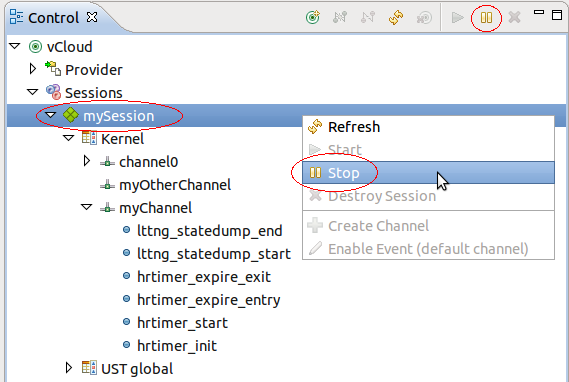 Control
vCloud
Provider
Sessions
mySession
Kernel
channel0
myOtherChannel
myChannel
lttng_statedump_end
lttng_statedump_start
hrtimer_expire_exit
hrtimer_expire_entry
hrtimer_start
hrtimer_init
UST global
Refresh
Start
Stop
Destroy Session
Create Channel
Enable Event (default channel)